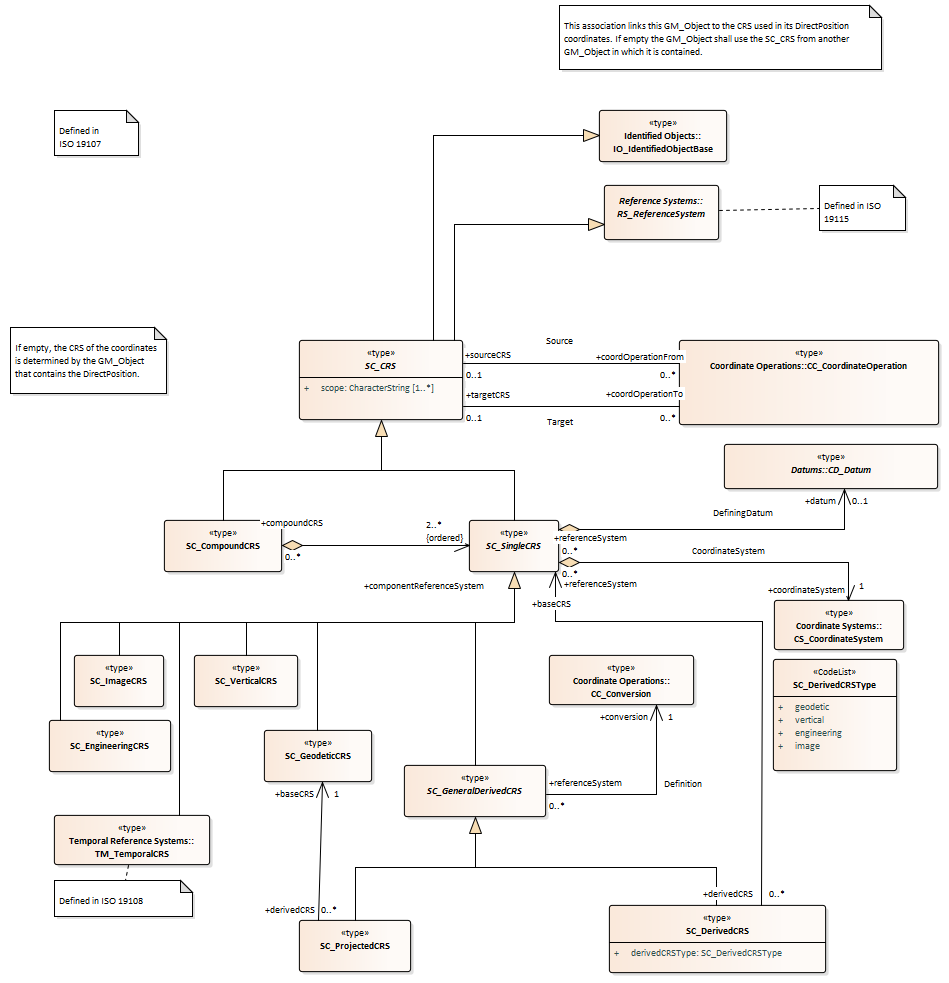 This association links this GM_Object to the CRS used in its DirectPosition
coordinates. If empty the GM_Object shall use the SC_CRS from another
GM_Object in which it is contained.
Defined in
ISO 19107
«type»
Identified Objects::
IO_IdentifiedObjectBase
Reference Systems::
RS_ReferenceSystem
Defined in ISO
19115
If empty, the CRS of the coordinates
is determined by the GM_Object
that contains the DirectPosition.
«type»
SC_CRS
+ scope: CharacterString [1..*]
Source
+sourceCRS
+coordOperationFrom
0..1
0..*
+targetCRS
+coordOperationTo
0..1
0..*
Target
«type»
Coordinate Operations::CC_CoordinateOperation
«type»
Datums::CD_Datum
+datum
0..1
DefiningDatum
«type»
SC_CompoundCRS
+compoundCRS
0..*
2..*
{ordered}
«type»
SC_SingleCRS
+referenceSystem
0..*
CoordinateSystem
0..*
+referenceSystem
+componentReferenceSystem
+baseCRS
+coordinateSystem
1
«type»
Coordinate Systems::
CS_CoordinateSystem
«type»
SC_ImageCRS
«type»
SC_VerticalCRS
«type»
Coordinate Operations::
CC_Conversion
«CodeList»
SC_DerivedCRSType
+ geodetic
+ vertical
+ engineering
+ image
«type»
SC_EngineeringCRS
«type»
SC_GeodeticCRS
+conversion
1
+baseCRS
1
«type»
SC_GeneralDerivedCRS
+referenceSystem
0..*
Definition
«type»
Temporal Reference Systems::
TM_TemporalCRS
Defined in ISO 19108
+derivedCRS
0..*
«type»
SC_ProjectedCRS
+derivedCRS
0..*
«type»
SC_DerivedCRS
+ derivedCRSType: SC_DerivedCRSType